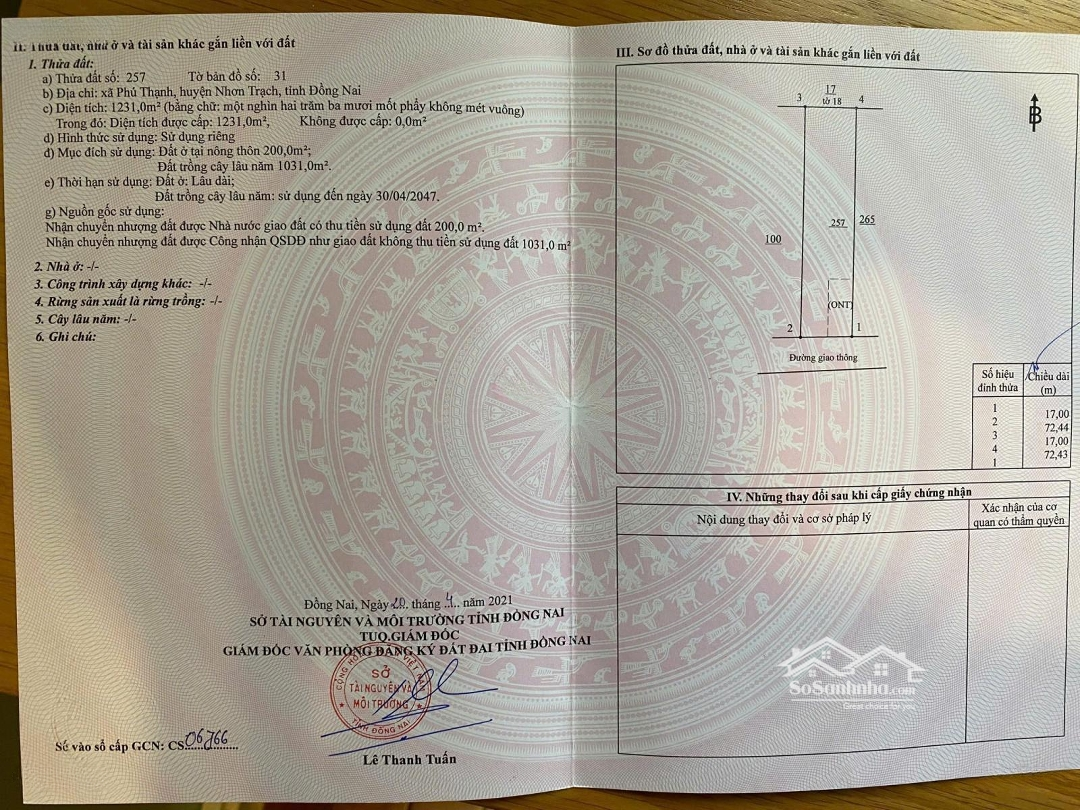 II. Thửa đất, nhà ở và tài sản khác gắn liền với đất
1. Thửa đất:
a) Thửa đất số: 257 Tờ bản đồ số: 31
b) Địa chỉ: xã Phú Thạnh, huyện Nhơn Trạch, tỉnh Đồng Nai
c) Diện tích: 1231,0m² (bằng chữ: một nghìn hai trăm ba mươi mốt phẩy không mét vuông)
Trong đó: Diện tích được cấp: 1231,0m², Không được cấp: 0,0m²
d) Hình thức sử dụng: Sử dụng riêng
đ) Mục đích sử dụng: Đất ở tại nông thôn 200,0m²;
Đất trồng cây lâu năm 1031,0m².
e) Thời hạn sử dụng: Đất ở: Lâu dài;
Đất trồng cây lâu năm: sử dụng đến ngày 30/04/2047.
g) Nguồn gốc sử dụng:
Nhận chuyển nhượng đất được Nhà nước giao đất có thu tiền sử dụng đất 200,0 m².
Nhận chuyển nhượng đất được Công nhận QSDĐ như giao đất không thu tiền sử dụng đất 1031,0 m²
2. Nhà ở: -/-
3. Công trình xây dựng khác: -/-
4. Rừng sản xuất là rừng trồng: -/-
5. Cây lâu năm: -/-
6. Ghi chú:
Đồng Nai, Ngày 20. tháng .4.. năm 2021
SỞ TÀI NGUYÊN VÀ MÔI TRƯỜNG TỈNH ĐỒNG NAI
TUQ.GIÁM ĐỐC
GIÁM ĐỐC VĂN PHÒNG ĐĂNG KÝ ĐẤT ĐAI TỈNH ĐỒNG NAI
SỞ
TÀI NGUYÊN VÀ
MÔI TRƯỜNG
TỈNH ĐỒNG NAI
Lê Thanh Tuấn
Số vào sổ cấp GCN: CS
III. Sơ đồ thửa đất, nhà ở và tài sản khác gắn liền với đất
17
3 tờ 18 4
B
257 265
100
(ONT)
2 1
Đường giao thông
Số hiệu đỉnh thửa
Chiều dài (m)
1
17,00
2
72,44
3
17,00
4
72,43
1
IV. Những thay đổi sau khi cấp giấy chứng nhận
Nội dung thay đổi và cơ sở pháp lý
Xác nhận của cơ
quan có thẩm quyền
SoSanhnha.com
Great choice for you